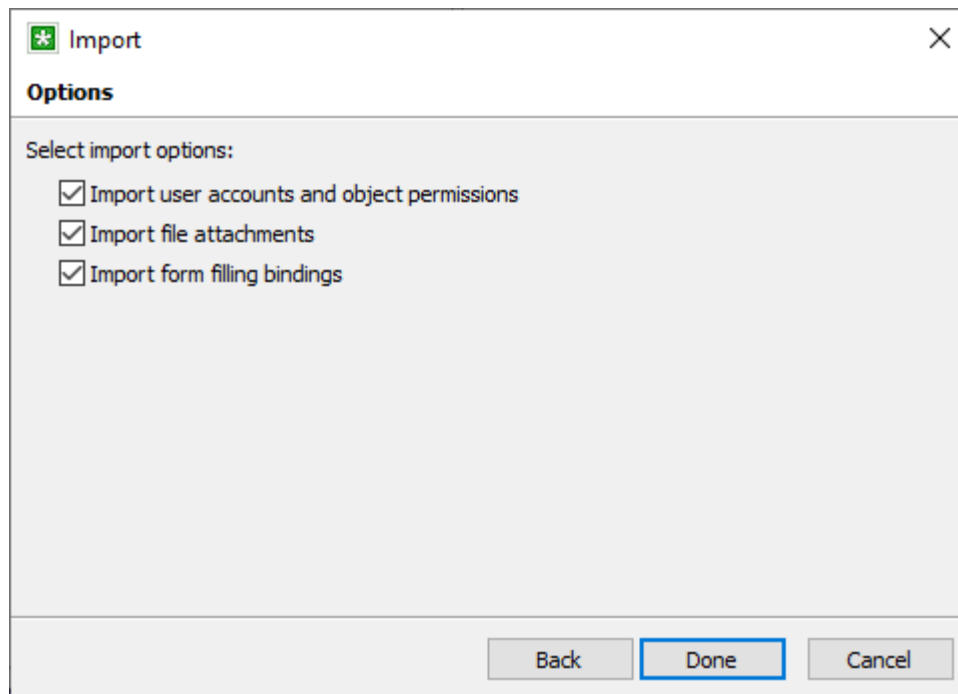 Import
Options
Select import options:
Import user accounts and object permissions
Import file attachments
Import form filling bindings
Back Done Cancel